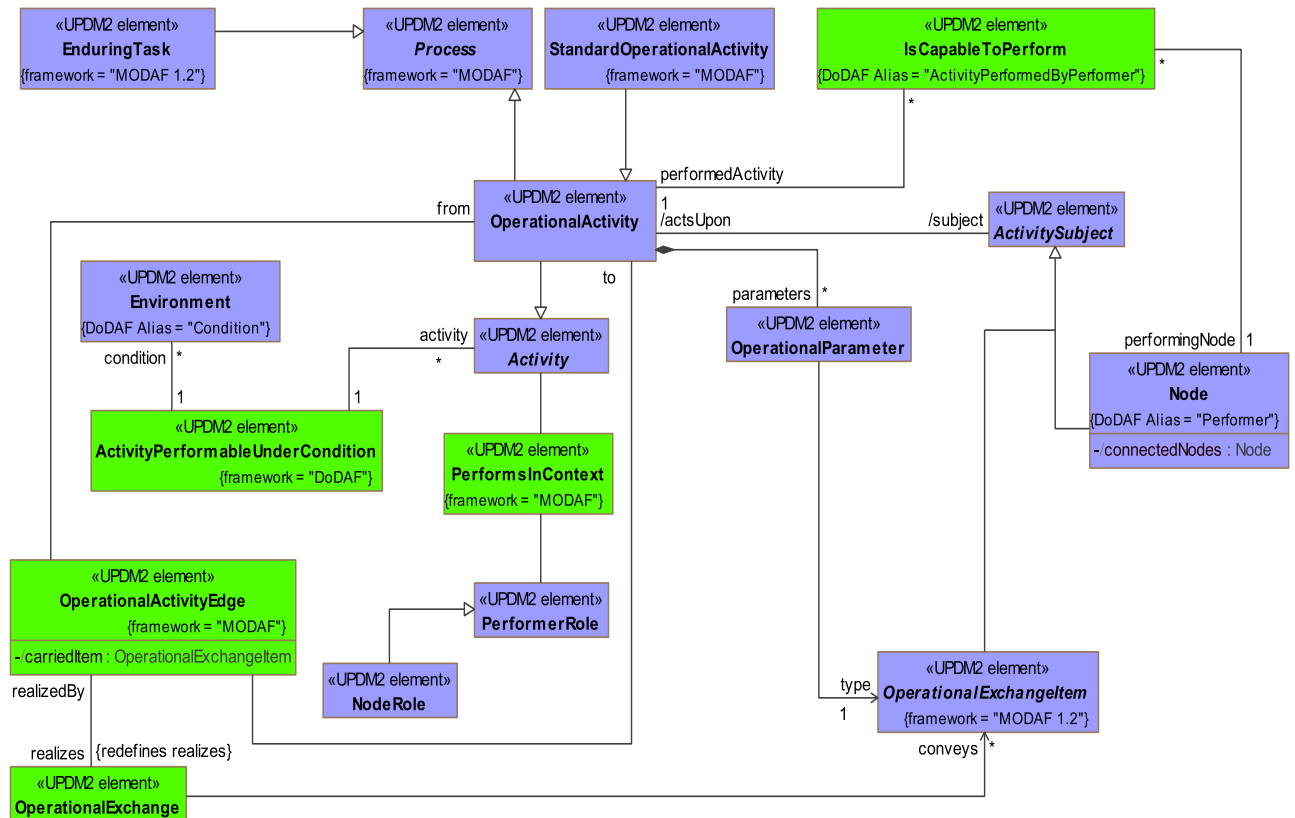 «UPDM2 element»
EnduringTask
{framework = "MODAF 1.2"}
«UPDM2 element»
Process
{framework = "MODAF"}
«UPDM2 element»
StandardOperationalActivity
{framework = "MODAF"}
«UPDM2 element»
IsCapableToPerform
{DoDAF Alias = "ActivityPerformedByPerformer"}
*
*
performedActivity
1
«UPDM2 element»
OperationalActivity
from
/actsUpon
/subject
«UPDM2 element»
ActivitySubject
to
«UPDM2 element»
Environment
{DoDAF Alias = "Condition"}
condition
*
1
activity
*
1
«UPDM2 element»
Activity
parameters
*
«UPDM2 element»
OperationalParameter
performingNode
1
«UPDM2 element»
Node
{DoDAF Alias = "Performer"}
-/connectedNodes : Node
«UPDM2 element»
ActivityPerformableUnderCondition
{framework = "DoDAF"}
«UPDM2 element»
PerformsInContext
{framework = "MODAF"}
«UPDM2 element»
OperationalActivityEdge
{framework = "MODAF"}
-/carriedItem : OperationalExchangeItem
«UPDM2 element»
PerformerRole
«UPDM2 element»
NodeRole
type
1
«UPDM2 element»
OperationalExchangeItem
{framework = "MODAF 1.2"}
conveys
*
realizedBy
realizes
{redefines realizes}
«UPDM2 element»
OperationalExchange